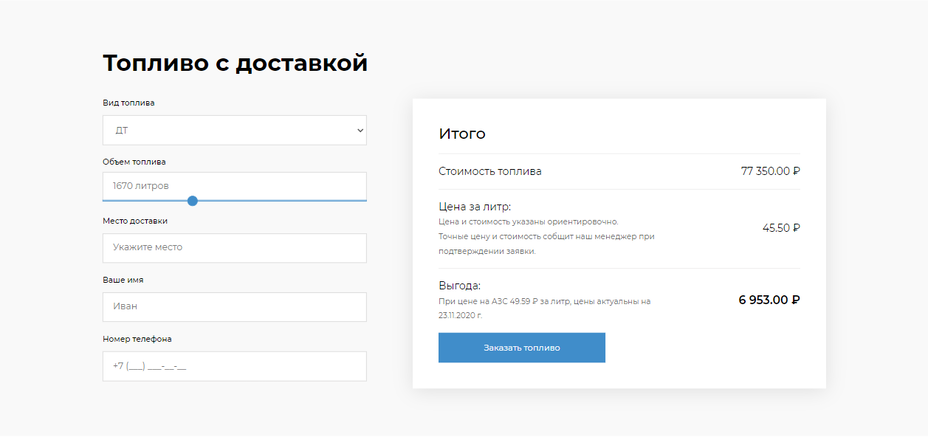 Топливо с доставкой
Вид топлива
ДТ
Объем топлива
1670 литров
Место доставки
Укажите место
Ваше имя
Иван
Номер телефона
+7 (___) ___-__-__
Итого
Стоимость топлива 77 350.00 ₽
Цена за литр:
Цена и стоимость указаны ориентировочно.
Точные цену и стоимость собщит наш менеджер при
подтверждении заявки.
45.50 ₽
Выгода:
При цене на АЗС 49.59 ₽ за литр, цены актуальны на
23.11.2020 г.
6 953.00 ₽
Заказать топливо